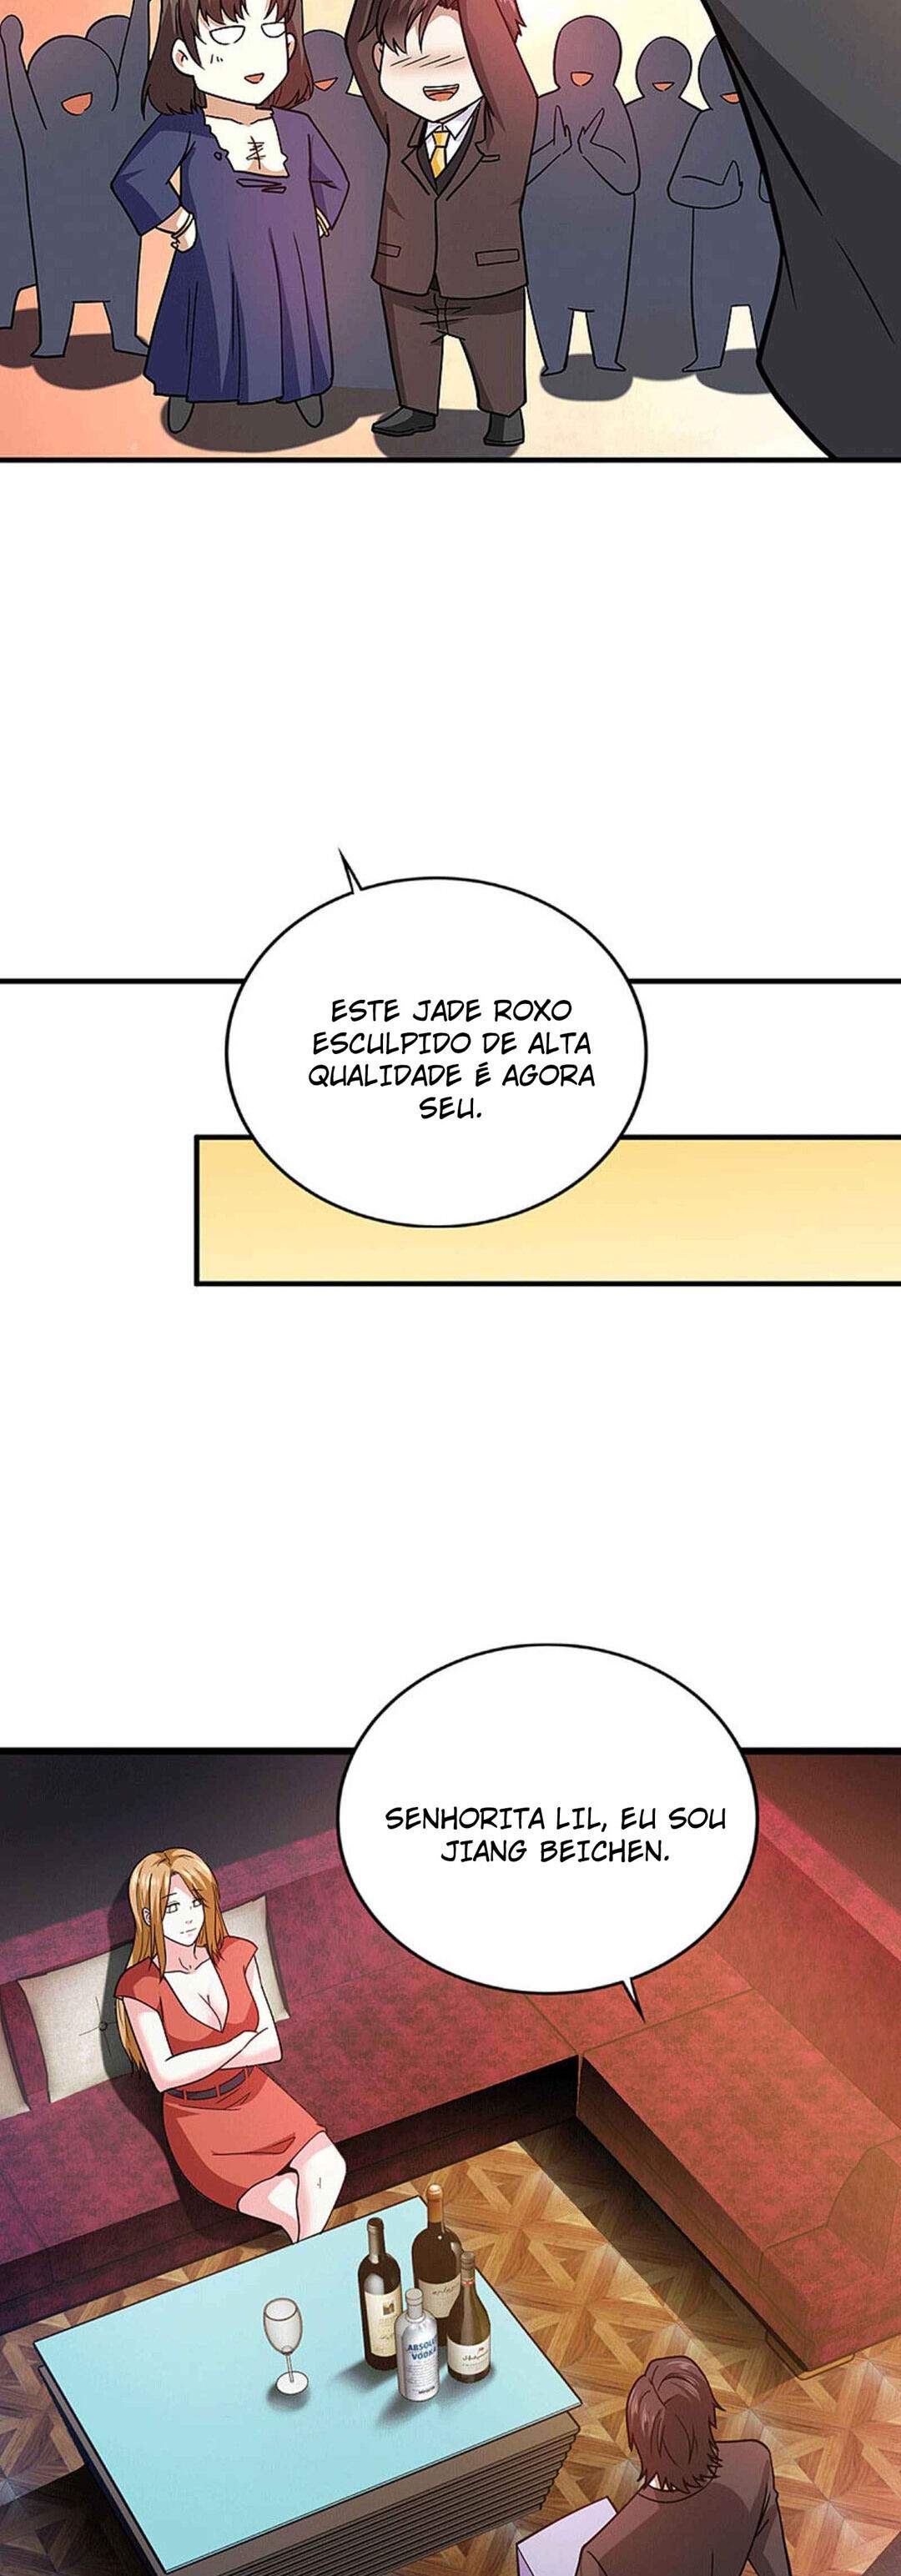 ESTE JADE ROXO
ESCULPIDO DE ALTA
QUALIDADE É AGORA
SEU.
SENHORITA LIL, EU SOU
JIANG BEICHEN.
ABSOLUT
VODKA